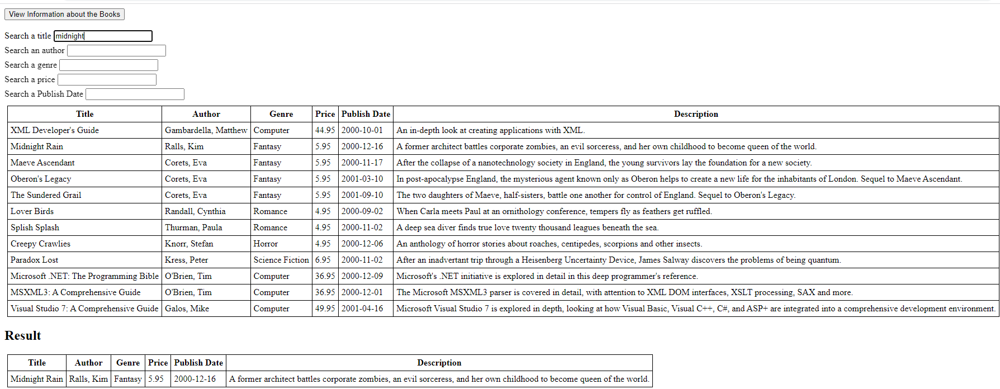 View Information about the Books
Search a title midnight
Search an author
Search a genre
Search a price
Search a Publish Date
Title Author Genre Price Publish Date Description
XML Developer's Guide Gambardella, Matthew Computer 44.95 2000-10-01 An in-depth look at creating applications with XML.
Midnight Rain Ralls, Kim Fantasy 5.95 2000-12-16 A former architect battles corporate zombies, an evil sorceress, and her own childhood to become queen of the world.
Maeve Ascendant Corets, Eva Fantasy 5.95 2000-11-17 After the collapse of a nanotechnology society in England, the young survivors lay the foundation for a new society.
Oberon's Legacy Corets, Eva Fantasy 5.95 2001-03-10 In post-apocalypse England, the mysterious agent known only as Oberon helps to create a new life for the inhabitants of London. Sequel to Maeve Ascendant.
The Sundered Grail Corets, Eva Fantasy 5.95 2001-09-10 The two daughters of Maeve, half-sisters, battle one another for control of England. Sequel to Oberon's Legacy.
Lover Birds Randall, Cynthia Romance 4.95 2000-09-02 When Carla meets Paul at an ornithology conference, tempers fly as feathers get ruffled.
Splish Splash Thurman, Paula Romance 4.95 2000-11-02 A deep sea diver finds true love twenty thousand leagues beneath the sea.
Creepy Crawlies Knorr, Stefan Horror 4.95 2000-12-06 An anthology of horror stories about roaches, centipedes, scorpions and other insects.
Paradox Lost Kress, Peter Science Fiction 6.95 2000-11-02 After an inadvertant trip through a Heisenberg Uncertainty Device, James Salway discovers the problems of being quantum.
Microsoft .NET: The Programming Bible O'Brien, Tim Computer 36.95 2000-12-09 Microsoft's .NET initiative is explored in detail in this deep programmer's reference.
MSXML3: A Comprehensive Guide O'Brien, Tim Computer 36.95 2000-12-01 The Microsoft MSXML3 parser is covered in detail, with attention to XML DOM interfaces, XSLT processing, SAX and more.
Visual Studio 7: A Comprehensive Guide Galos, Mike Computer 49.95 2001-04-16 Microsoft Visual Studio 7 is explored in depth, looking at how Visual Basic, Visual C++, C#, and ASP+ are integrated into a comprehensive development environment.
Result
Title Author Genre Price Publish Date Description
Midnight Rain Ralls, Kim Fantasy 5.95 2000-12-16 A former architect battles corporate zombies, an evil sorceress, and her own childhood to become queen of the world.